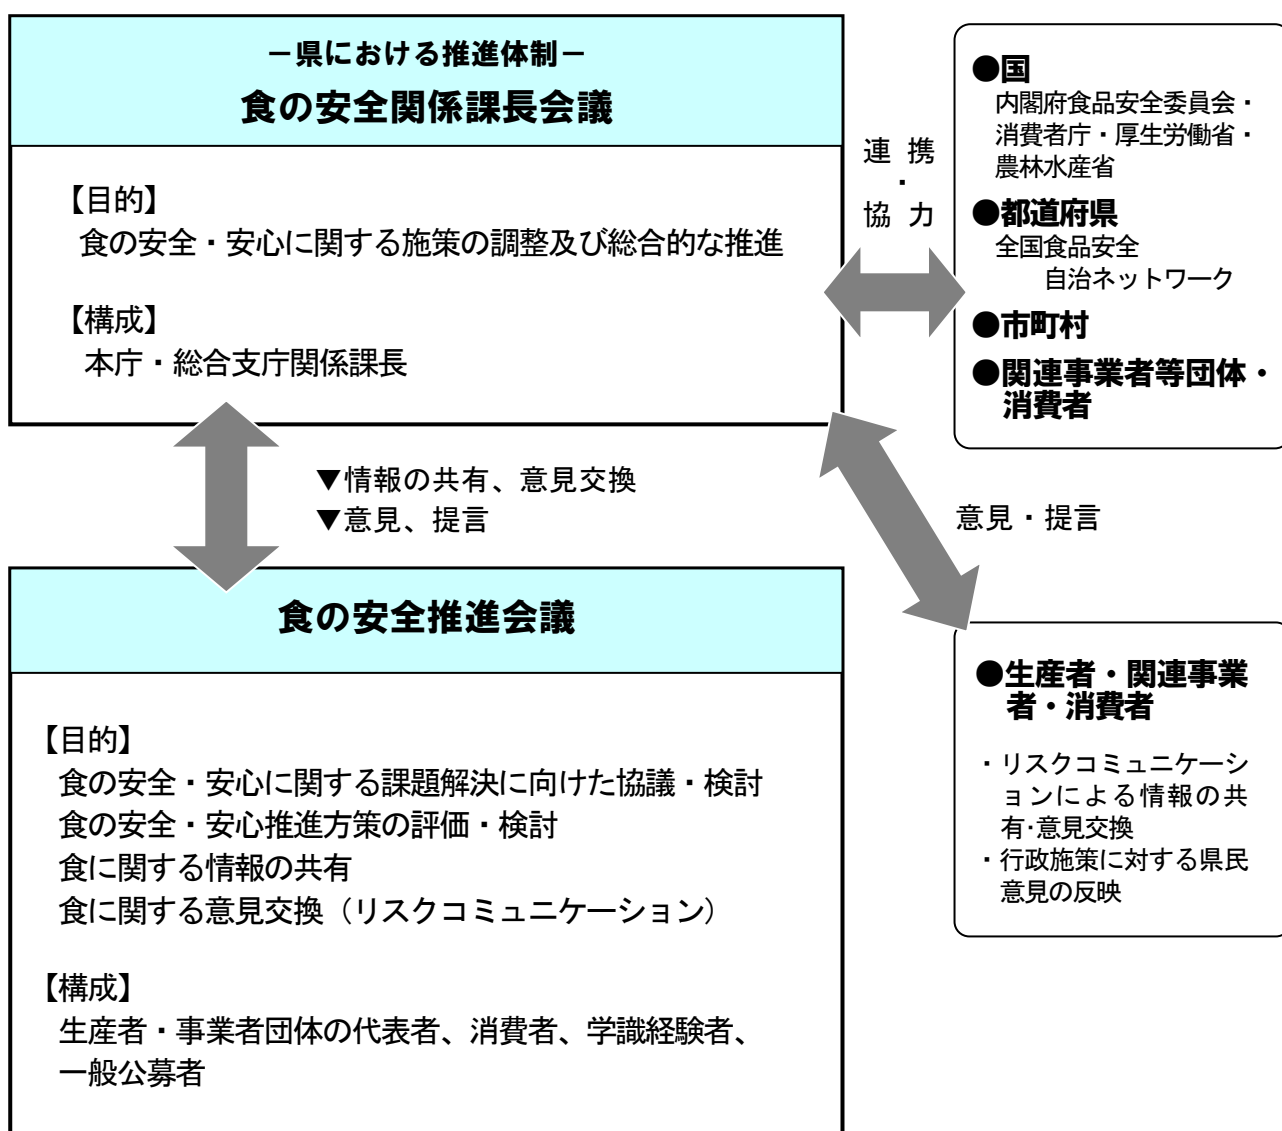 －県における推進体制－
食の安全関係課長会議
【目的】
食の安全・安心に関する施策の調整及び総合的な推進
【構成】
本庁・総合支庁関係課長
連 携
・
協 力
●国
内閣府食品安全委員会・
消費者庁・厚生労働省・
農林水産省
●都道府県
全国食品安全
自治ネットワーク
●市町村
●関連事業者等団体・
消費者
▼情報の共有、意見交換
▼意見、提言
意見・提言
食の安全推進会議
【目的】
食の安全・安心に関する課題解決に向けた協議・検討
食の安全・安心推進方策の評価・検討
食に関する情報の共有
食に関する意見交換（リスクコミュニケーション）
【構成】
生産者・事業者団体の代表者、消費者、学識経験者、
一般公募者
●生産者・関連事業
者・消費者
・リスクコミュニケーシ
ョンによる情報の共
有･意見交換
・行政施策に対する県民
意見の反映